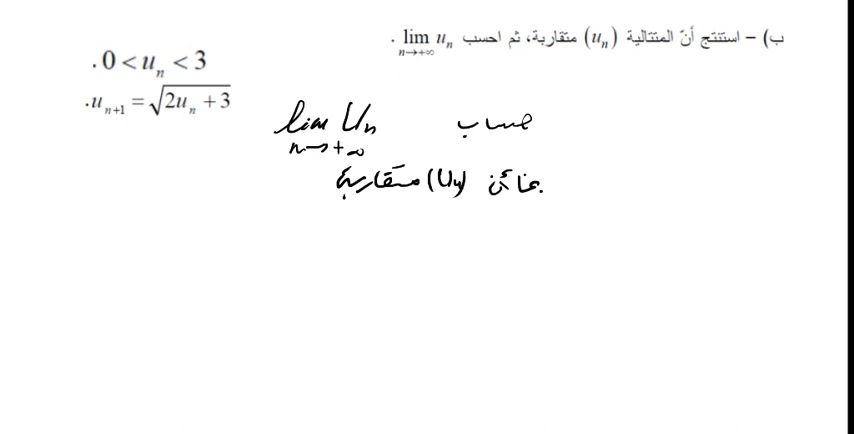 ب) – استنتج أنّ المتتالية (uₙ) متقاربة، ثم احسب lim uₙ .
n→+∞
.0 < uₙ < 3
.uₙ₊₁ = √(2uₙ + 3)
حساب lim Uₙ
n→+∞
بما أن (Uₙ) متقاربة